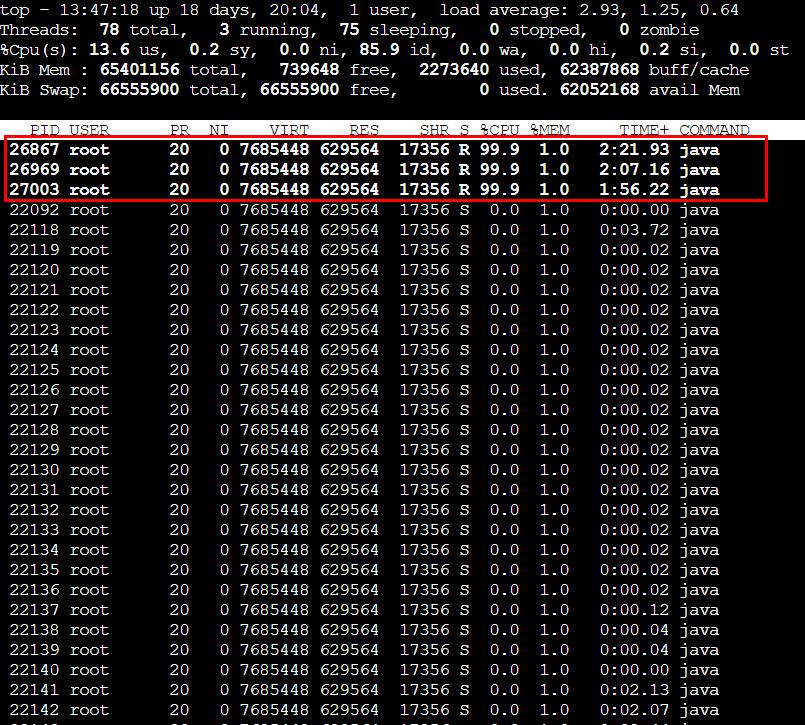 top - 13:47:18 up 18 days, 20:04,  1 user,  load average: 2.93, 1.25, 0.64
Threads:  78 total,   3 running,  75 sleeping,   0 stopped,   0 zombie
%Cpu(s): 13.6 us,  0.2 sy,  0.0 ni, 85.9 id,  0.0 wa,  0.0 hi,  0.2 si,  0.0 st
KiB Mem : 65401156 total,   739648 free,  2273640 used, 62387868 buff/cache
KiB Swap: 66555900 total, 66555900 free,        0 used. 62052168 avail Mem
PID USER PR NI VIRT RES SHR S %CPU %MEM TIME+ COMMAND
26867 root 20 0 7685448 629564 17356 R 99.9 1.0 2:21.93 java
26969 root 20 0 7685448 629564 17356 R 99.9 1.0 2:07.16 java
27003 root 20 0 7685448 629564 17356 R 99.9 1.0 1:56.22 java
22092 root 20 0 7685448 629564 17356 S 0.0 1.0 0:00.00 java
22118 root 20 0 7685448 629564 17356 S 0.0 1.0 0:03.72 java
22119 root 20 0 7685448 629564 17356 S 0.0 1.0 0:00.02 java
22120 root 20 0 7685448 629564 17356 S 0.0 1.0 0:00.02 java
22121 root 20 0 7685448 629564 17356 S 0.0 1.0 0:00.02 java
22122 root 20 0 7685448 629564 17356 S 0.0 1.0 0:00.02 java
22123 root 20 0 7685448 629564 17356 S 0.0 1.0 0:00.02 java
22124 root 20 0 7685448 629564 17356 S 0.0 1.0 0:00.02 java
22125 root 20 0 7685448 629564 17356 S 0.0 1.0 0:00.02 java
22126 root 20 0 7685448 629564 17356 S 0.0 1.0 0:00.02 java
22127 root 20 0 7685448 629564 17356 S 0.0 1.0 0:00.02 java
22128 root 20 0 7685448 629564 17356 S 0.0 1.0 0:00.02 java
22129 root 20 0 7685448 629564 17356 S 0.0 1.0 0:00.02 java
22130 root 20 0 7685448 629564 17356 S 0.0 1.0 0:00.02 java
22131 root 20 0 7685448 629564 17356 S 0.0 1.0 0:00.02 java
22132 root 20 0 7685448 629564 17356 S 0.0 1.0 0:00.02 java
22133 root 20 0 7685448 629564 17356 S 0.0 1.0 0:00.02 java
22134 root 20 0 7685448 629564 17356 S 0.0 1.0 0:00.02 java
22135 root 20 0 7685448 629564 17356 S 0.0 1.0 0:00.02 java
22136 root 20 0 7685448 629564 17356 S 0.0 1.0 0:00.02 java
22137 root 20 0 7685448 629564 17356 S 0.0 1.0 0:00.12 java
22138 root 20 0 7685448 629564 17356 S 0.0 1.0 0:00.04 java
22139 root 20 0 7685448 629564 17356 S 0.0 1.0 0:00.04 java
22140 root 20 0 7685448 629564 17356 S 0.0 1.0 0:00.00 java
22141 root 20 0 7685448 629564 17356 S 0.0 1.0 0:02.13 java
22142 root 20 0 7685448 629564 17356 S 0.0 1.0 0:02.07 java